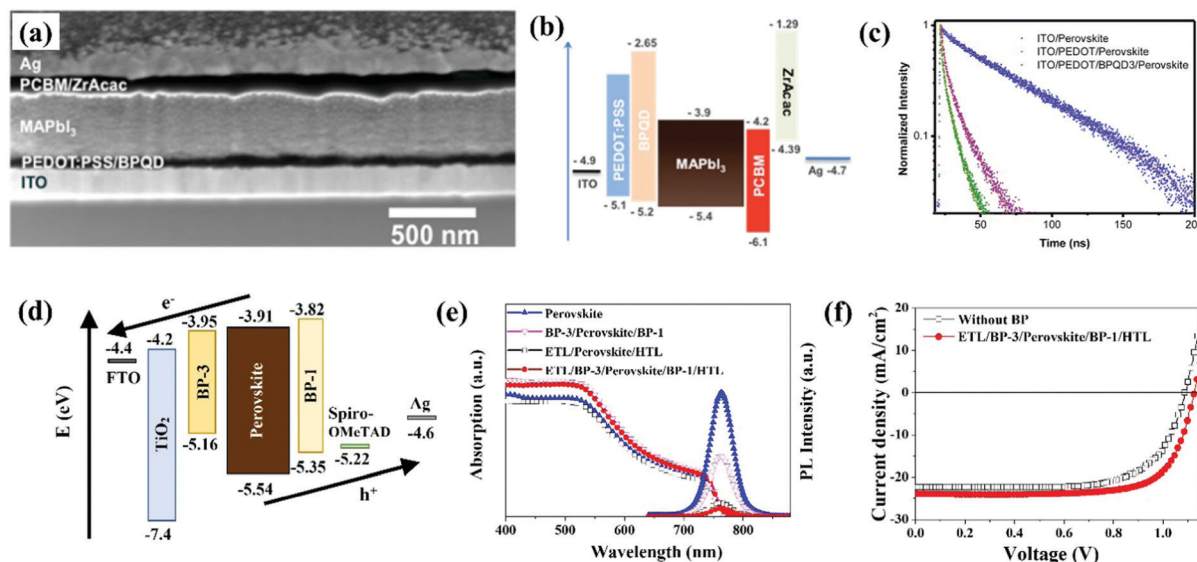 (a)
Ag
PCBM/ZrAcac
MAPbI3
PEDOT:PSS/BPQD
ITO
500 nm
(b)
- 1.29
- 2.65
ZrAcac
- 3.9
- 4.2
- 4.39
- 4.9
ITO
PEDOT:PSS
BPQD
MAPbI3
PCBM
Ag -4.7
- 5.1
- 5.2
- 5.4
-6.1
(c)
1
0.1
Normalized Intensity
ITO/Perovskite
ITO/PEDOT/Perovskite
ITO/PEDOT/BPQD3/Perovskite
50
100
150
20
Time (ns)
(d)
E (eV)
e-
-3.82
-3.91
-3.95
-4.2
-4.4
FTO
TiO2
BP-3
Perovskite
BP-1
Spiro-
OMeTAD
Ag
-4.6
-5.16
-5.22
-5.35
-5.54
h+
-7.4
(e)
Perovskite
BP-3/Perovskite/BP-1
ETL/Perovskite/HTL
ETL/BP-3/Perovskite/BP-1/HTL
Absorption (a.u.)
PL Intensity (a.u.)
400
500
600
700
800
Wavelength (nm)
(f)
Without BP
ETL/BP-3/Perovskite/BP-1/HTL
Current density (mA/cm2)
20
10
0
-10
-20
-30
0.0
0.2
0.4
0.6
0.8
1.0
Voltage (V)